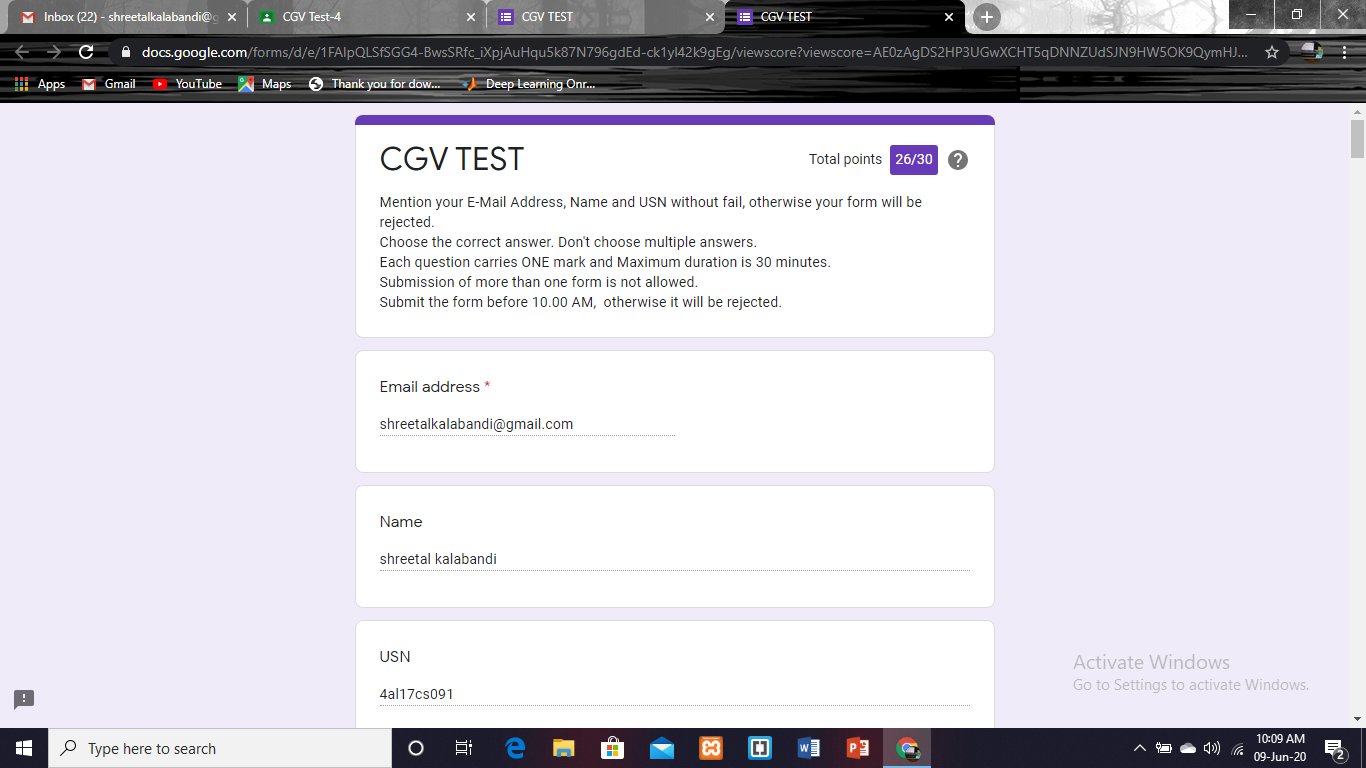 Inbox (22) - shreetalkalabandi@g
CGV Test-4
CGV TEST
CGV TEST
docs.google.com/forms/d/e/1FAIpQLSfSGG4-BwsSRfc_iXpjAuHqu5k87N796gdEd-ck1yI42k9gEg/viewscore?viewscore=AE0zAgDS2HP3UGwXCHT5qDNNZUdSJN9HW5OK9QymHJ...
Apps
Gmail
YouTube
Maps
Thank you for dow...
Deep Learning Onr...
CGV TEST
Total points 26/30
Mention your E-Mail Address, Name and USN without fail, otherwise your form will be
rejected.
Choose the correct answer. Don't choose multiple answers.
Each question carries ONE mark and Maximum duration is 30 minutes.
Submission of more than one form is not allowed.
Submit the form before 10.00 AM,  otherwise it will be rejected.
Email address *
shreetalkalabandi@gmail.com
Name
shreetal kalabandi
USN
4al17cs091
Activate Windows
Go to Settings to activate Windows.
Type here to search
10:09 AM
09-Jun-20
2